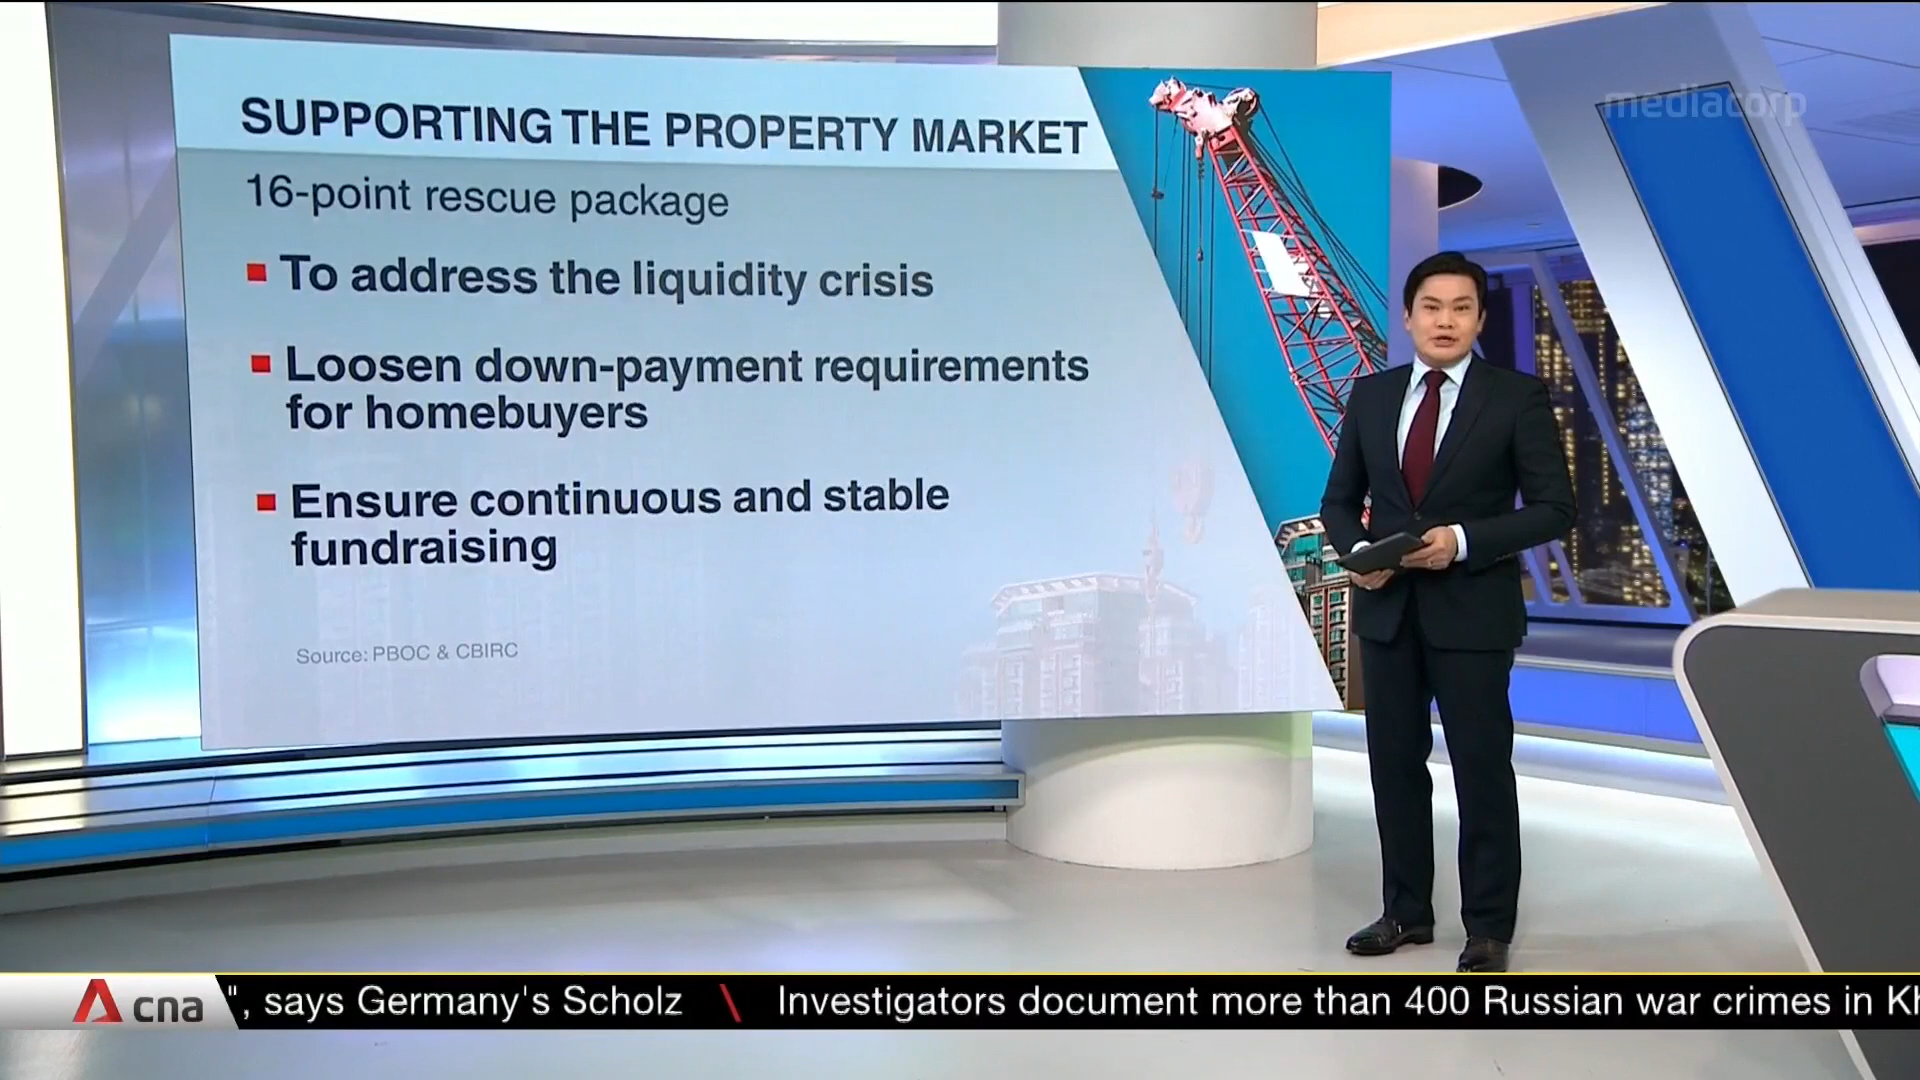 mediacorp
SUPPORTING THE PROPERTY MARKET
16-point rescue package
To address the liquidity crisis
Loosen down-payment requirements
for homebuyers
Ensure continuous and stable
fundraising
Source: PBOC & CBIRC
cna
", says Germany's Scholz \ Investigators document more than 400 Russian war crimes in Kh